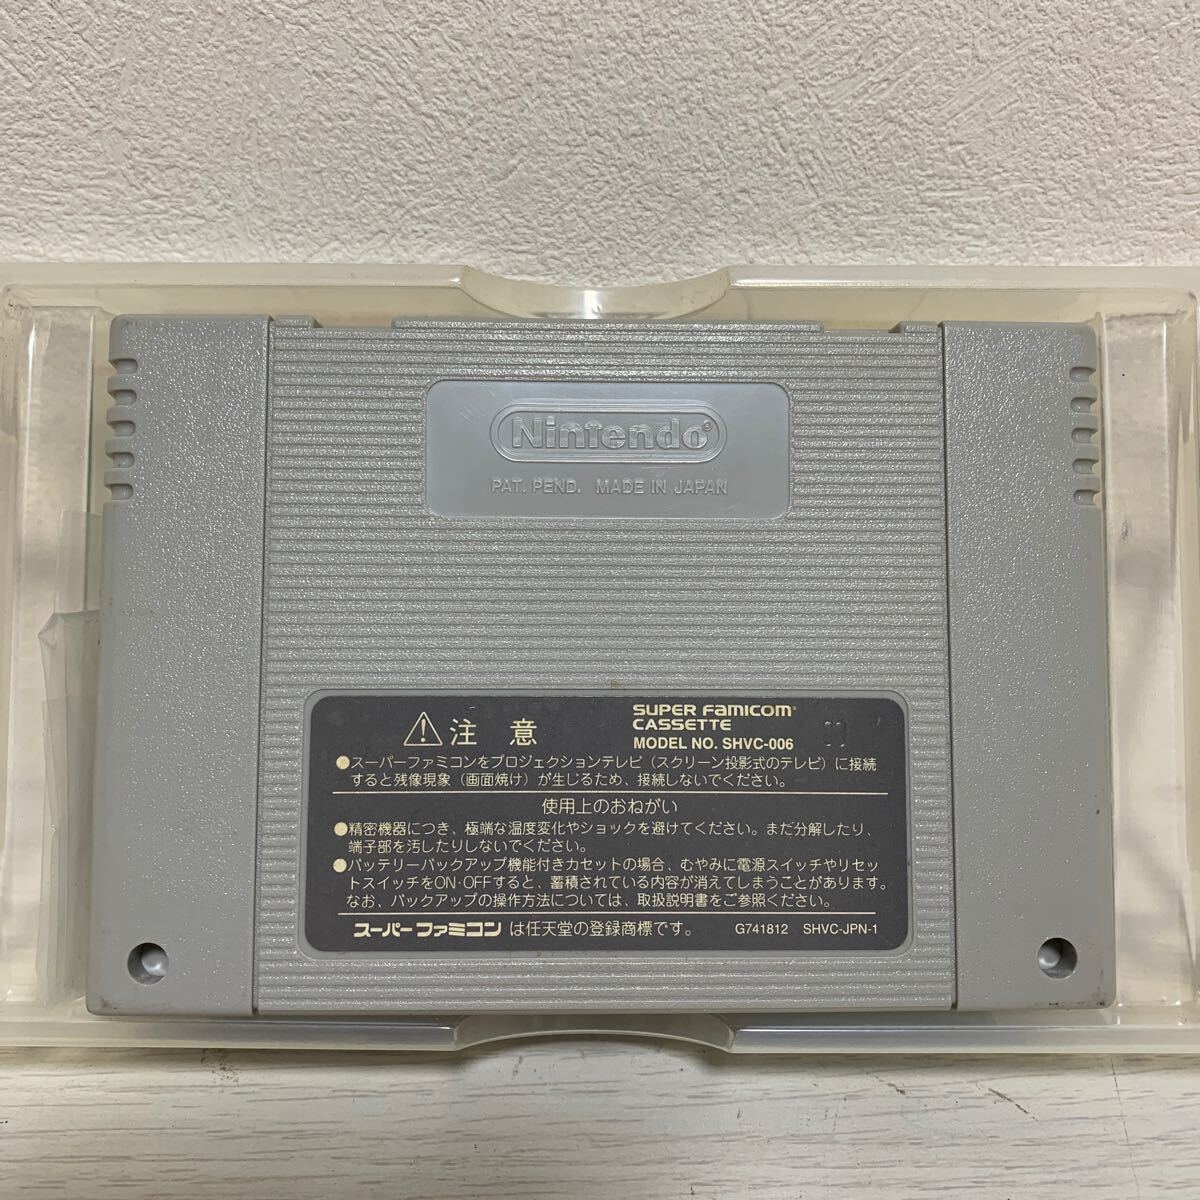 Nintendo®
PAT. PEND. MADE IN JAPAN
注意
SUPER Famicom
CASSETTE
MODEL NO. SHVC-006
●スーパーファミコンをプロジェクションテレビ(スクリーン投影式のテレビ)に接続
すると残像現象(画面焼け)が生じるため、接続しないでください。
使用上のおねがい
●精密機器につき、極端な温度変化やショックを避けてください。また分解したり、
端子部を汚したりしないでください。
●バッテリーバックアップ機能付きカセットの場合、むやみに電源スイッチやリセッ
トスイッチをON・OFFすると、蓄積されている内容が消えてしまうことがあります。
なお、バックアップの操作方法については、取扱説明書をご参照ください。
スーパーファミコン は任天堂の登録商標です。 G741812 SHVC-JPN-1